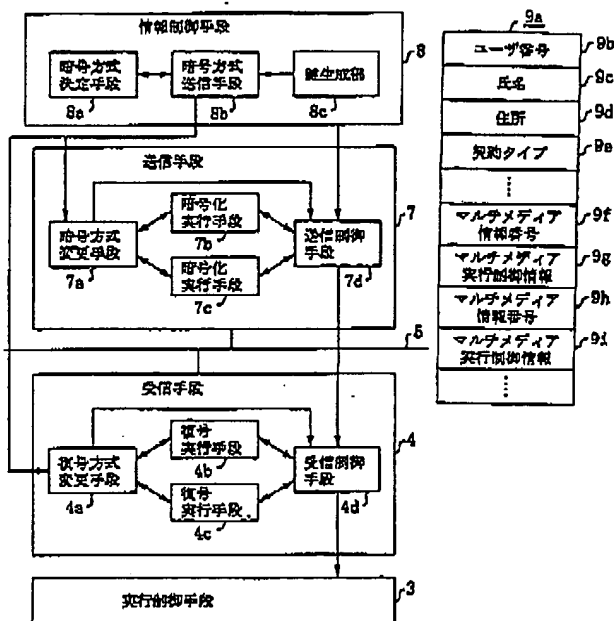 情報制御手段
8
暗号方式
決定手段
8a
暗号方式
送信手段
8b
鍵生成部
8c
送信手段
7
暗号方式
変更手段
7a
暗号化
実行手段
7b
暗号化
実行手段
7c
送信制御
手段
7d
5
受信手段
4
復号方式
変更手段
4a
復号
実行手段
4b
復号
実行手段
4c
受信制御
手段
4d
実行制御手段
3
9a
ユーザ番号
9b
氏名
9c
住所
9d
契約タイプ
9e
マルチメディア
情報番号
9f
マルチメディア
実行制御情報
9g
マルチメディア
情報番号
9h
マルチメディア
実行制御情報
9i